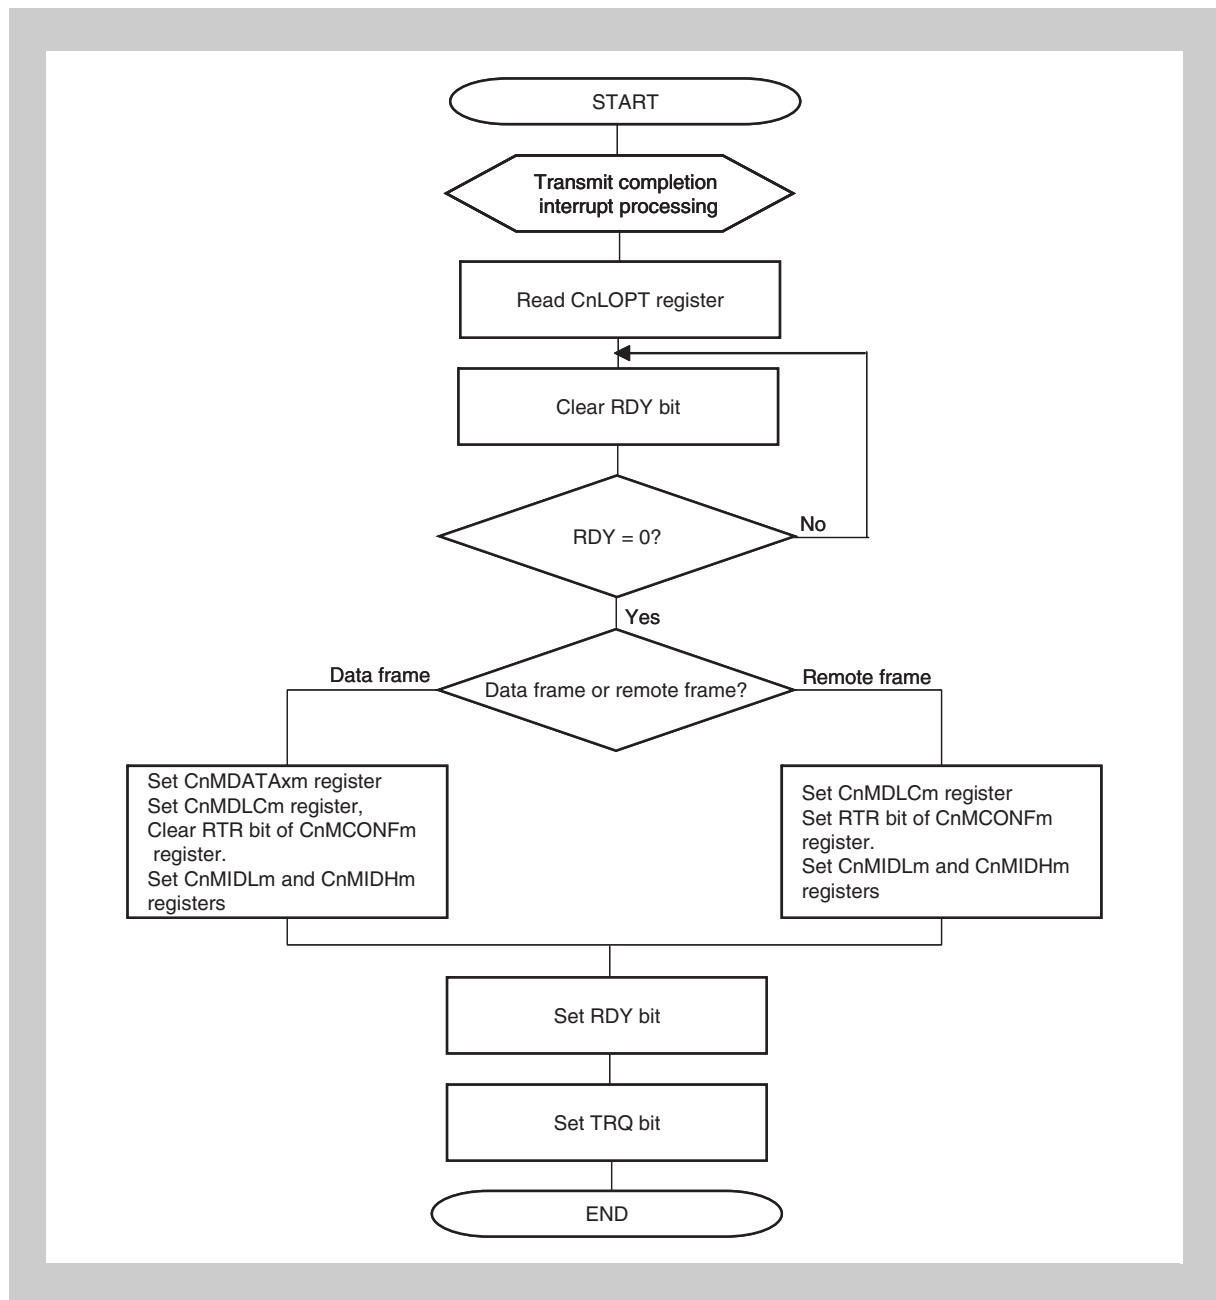 START
Transmit completion
interrupt processing
Read CnLOPT register
Clear RDY bit
RDY = 0?
No
Yes
Data frame
Data frame or remote frame?
Remote frame
Set CnMDATAxm register
Set CnMDLCm register,
Clear RTR bit of CnMCONFm
register.
Set CnMIDLm and CnMIDHm
registers
Set CnMDLCm register
Set RTR bit of CnMCONFm
register.
Set CnMIDLm and CnMIDHm
registers
Set RDY bit
Set TRQ bit
END